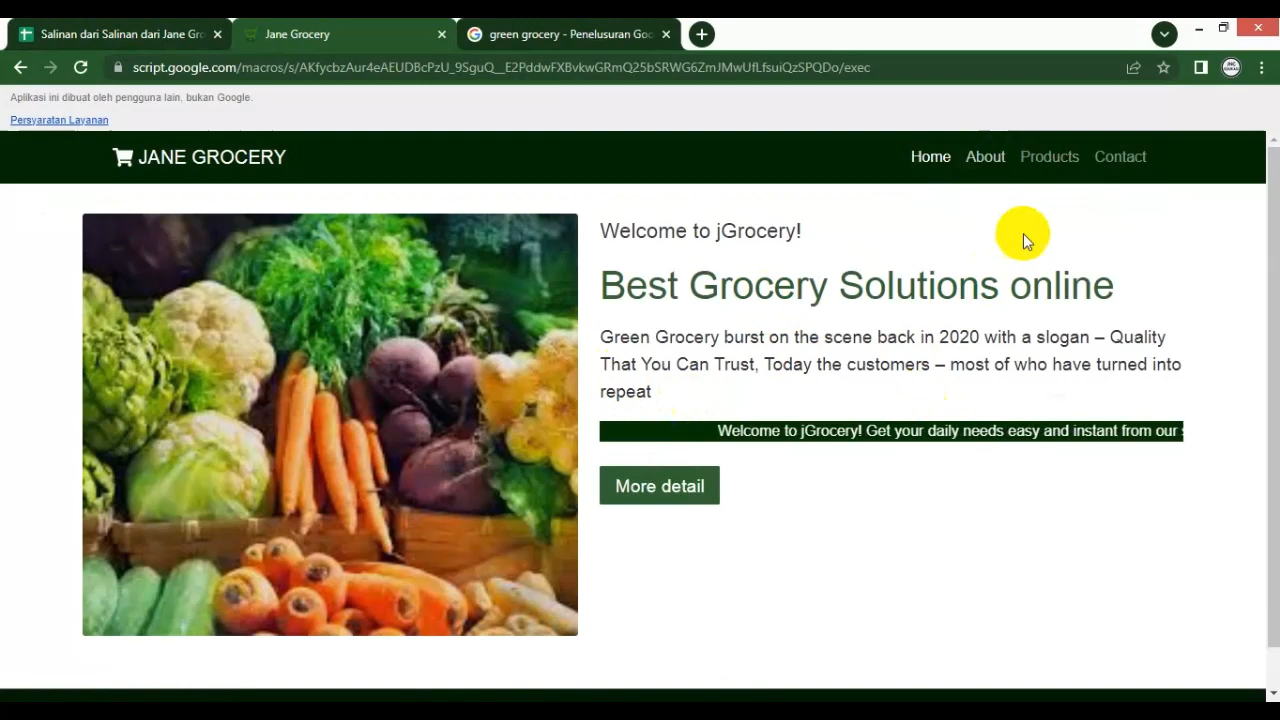 Salinan dari Salinan dari Jane Gro
Jane Grocery
green grocery - Penelusuran Goo
script.google.com/macros/s/AKfycbzAur4eAEUDBcPzU_9SguQ__E2PddwFXBvkwGRmQ25bSRWG6ZmJMwUfLfsuiQzSPQDo/exec
Aplikasi ini dibuat oleh pengguna lain, bukan Google.
Persyaratan Layanan
JANE GROCERY
Home About Products Contact
Welcome to jGrocery!
Best Grocery Solutions online
Green Grocery burst on the scene back in 2020 with a slogan – Quality
That You Can Trust, Today the customers – most of who have turned into
repeat
Welcome to jGrocery! Get your daily needs easy and instant from our s
More detail